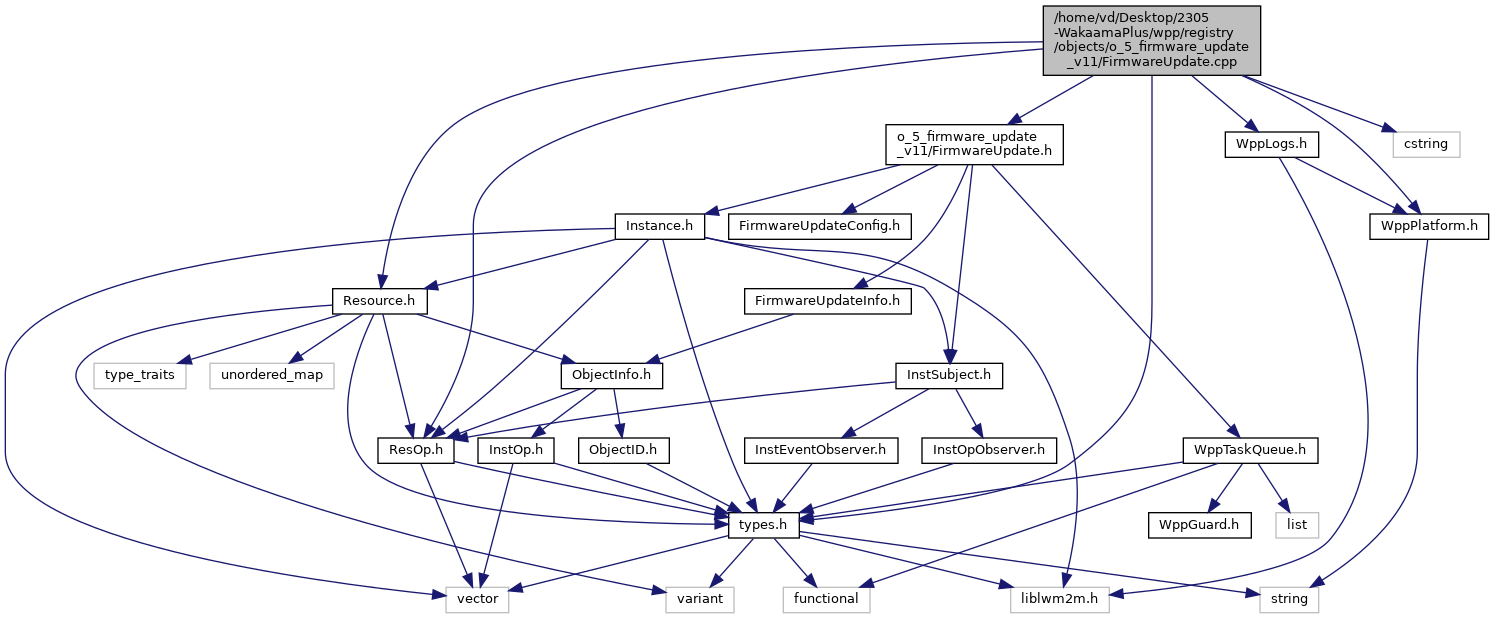 /home/vd/Desktop/2305
-WakaamaPlus/wpp/registry
/objects/o_5_firmware_update
_v11/FirmwareUpdate.cpp
o_5_firmware_update
_v11/FirmwareUpdate.h
WppLogs.h
cstring
Instance.h
FirmwareUpdateConfig.h
WppPlatform.h
Resource.h
FirmwareUpdateInfo.h
type_traits
unordered_map
ObjectInfo.h
InstSubject.h
ResOp.h
InstOp.h
ObjectID.h
InstEventObserver.h
InstOpObserver.h
WppTaskQueue.h
types.h
WppGuard.h
list
vector
variant
functional
liblwm2m.h
string